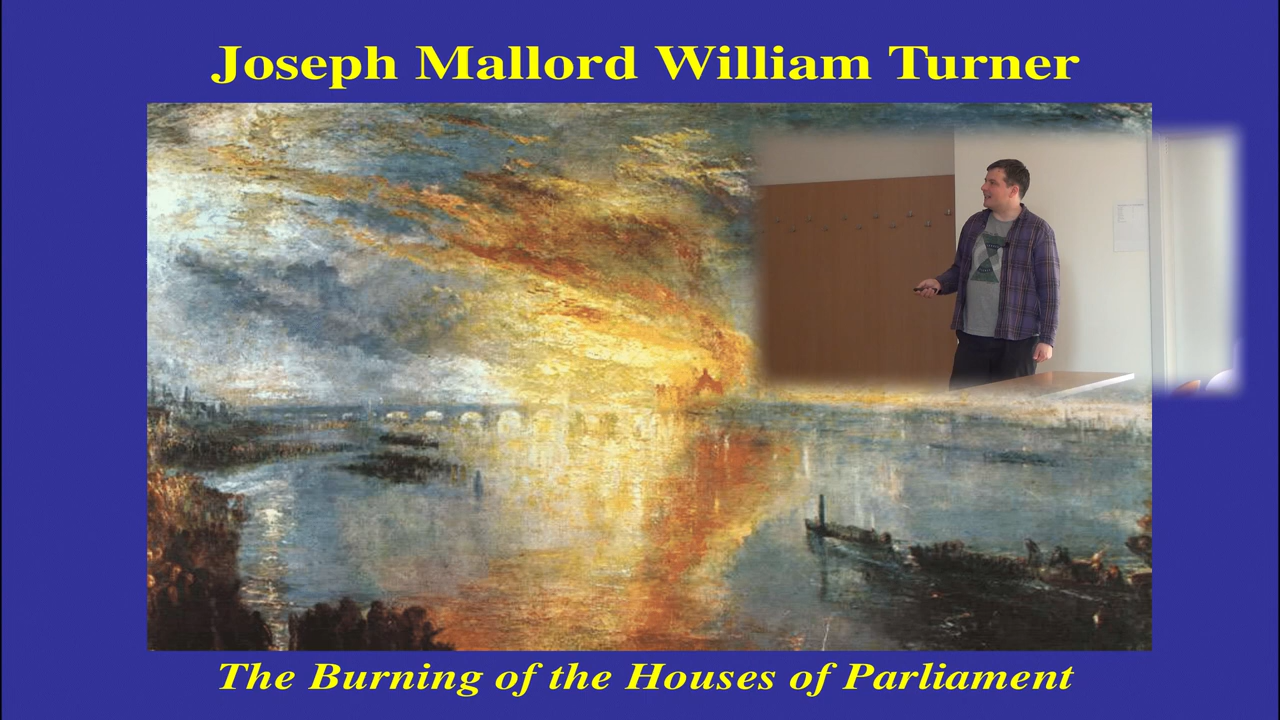 Joseph Mallord William Turner
The Burning of the Houses of Parliament